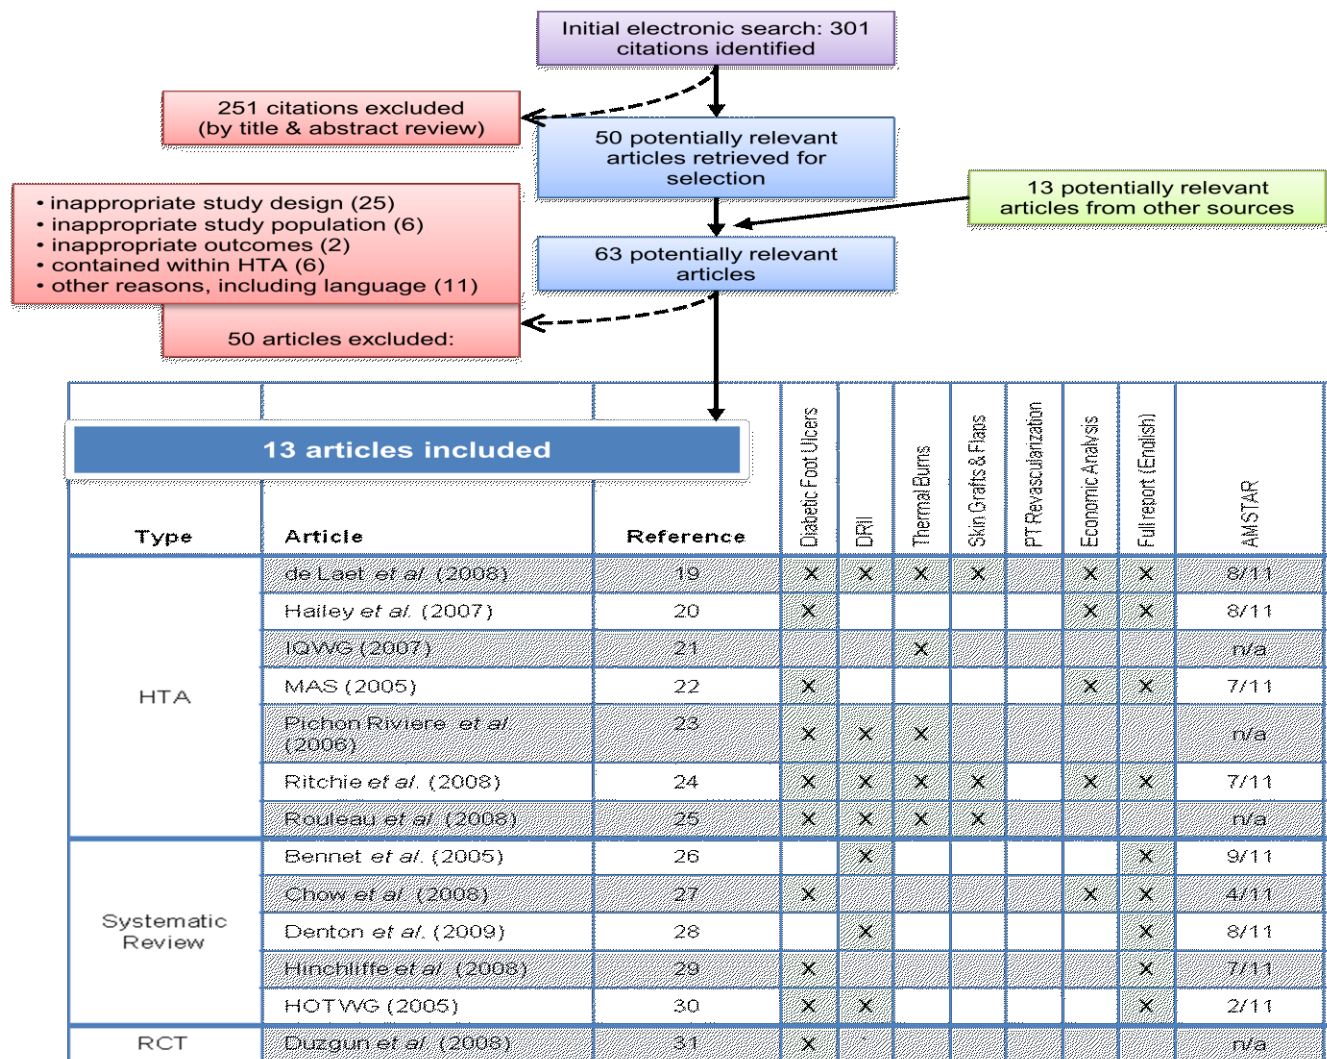 Initial electronic search: 301
citations identified
251 citations excluded
(by title & abstract review)
50 potentially relevant
articles retrieved for
selection
13 potentially relevant
articles from other sources
• inappropriate study design (25)
• inappropriate study population (6)
• inappropriate outcomes (2)
• contained within HTA (6)
• other reasons, including language (11)
63 potentially relevant
articles
50 articles excluded:
13 articles included
Type Article Reference Diabetic Foot Ulcers DRII Thermal Burns Skin Grafts & Flaps PT Revascularization Economic Analysis Full report (English) AMSTAR
HTA
de Laet et al. (2008) 19 X X X X X X 8/11
Hailey et al. (2007) 20 X X X 8/11
IQWG (2007) 21 X n/a
MAS (2005) 22 X X X 7/11
Pichon Riviere et al.
(2006) 23 X X X n/a
Ritchie et al. (2008) 24 X X X X X X 7/11
Rouleau et al. (2008) 25 X X X X n/a
Systematic
Review
Bennet et al. (2005) 26 X X 9/11
Chow et al. (2008) 27 X X X 4/11
Denton et al. (2009) 28 X X 8/11
Hinchliffe et al. (2008) 29 X X 7/11
HOTWG (2005) 30 X X X 2/11
RCT Duzgun et al. (2008) 31 X n/a